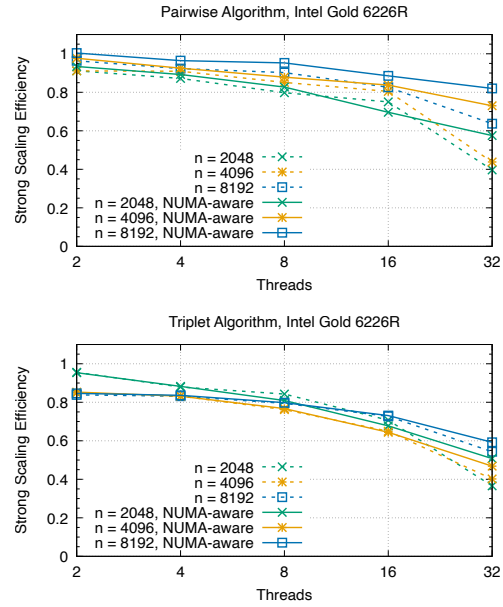 Pairwise Algorithm, Intel Gold 6226R
Strong Scaling Efficiency
1
0.8
0.6
0.4
0.2
0
n = 2048
n = 4096
n = 8192
n = 2048, NUMA-aware
n = 4096, NUMA-aware
n = 8192, NUMA-aware
2 4 8 16 32
Threads
Triplet Algorithm, Intel Gold 6226R
Strong Scaling Efficiency
1
0.8
0.6
0.4
0.2
0
n = 2048
n = 4096
n = 8192
n = 2048, NUMA-aware
n = 4096, NUMA-aware
n = 8192, NUMA-aware
2 4 8 16 32
Threads